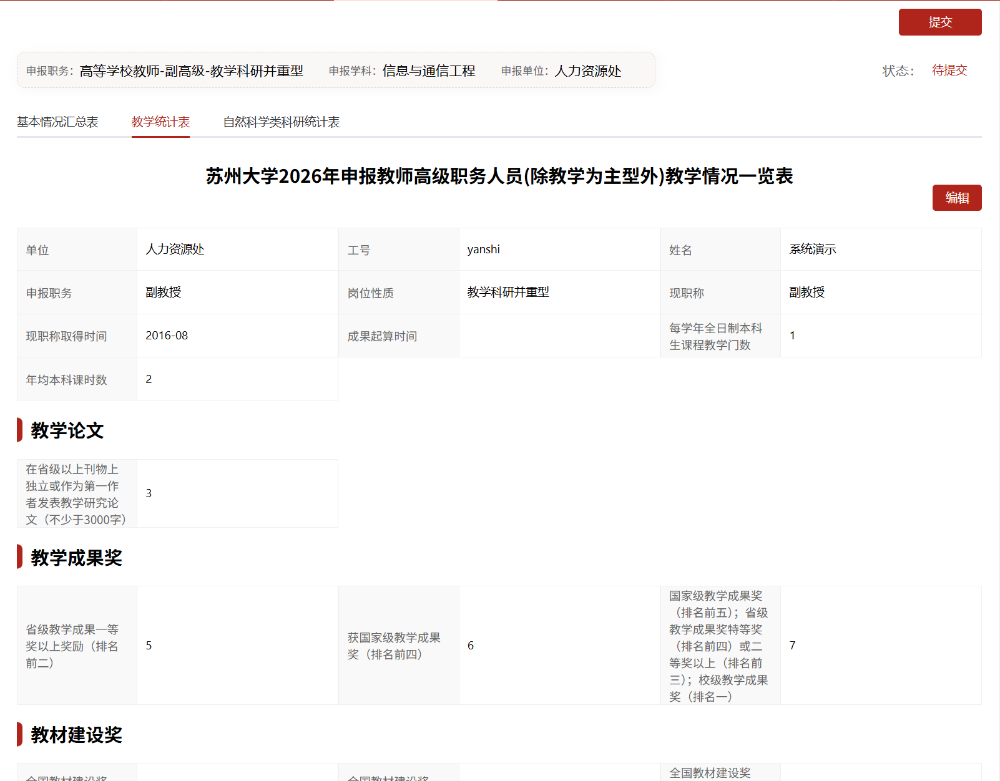 提交
申报职务：高等学校教师-副高级-教学科研并重型 申报学科：信息与通信工程 申报单位：人力资源处
状态： 待提交
基本情况汇总表 教学统计表 自然科学类科研统计表
苏州大学2026年申报教师高级职务人员(除教学为主型外)教学情况一览表
编辑
单位 人力资源处 工号 yanshi 姓名 系统演示
申报职务 副教授 岗位性质 教学科研并重型 现职称 副教授
现职称取得时间 2016-08 成果起算时间
每学年全日制本科
生课程教学门数
1
年均本科课时数 2
教学论文
在省级以上刊物上
独立或作为第一作
者发表教学研究论
文（不少于3000字）
3
教学成果奖
省级教学成果一等
奖以上奖励（排名
前二）
5
获国家级教学成果
奖（排名前四）
6
国家级教学成果奖
（排名前五）；省级
教学成果奖特等奖
（排名前四）或二
等奖以上（排名前
三）；校级教学成果
奖（排名一）
7
教材建设奖
全国教材建设奖 全国教材建设奖 全国教材建设奖